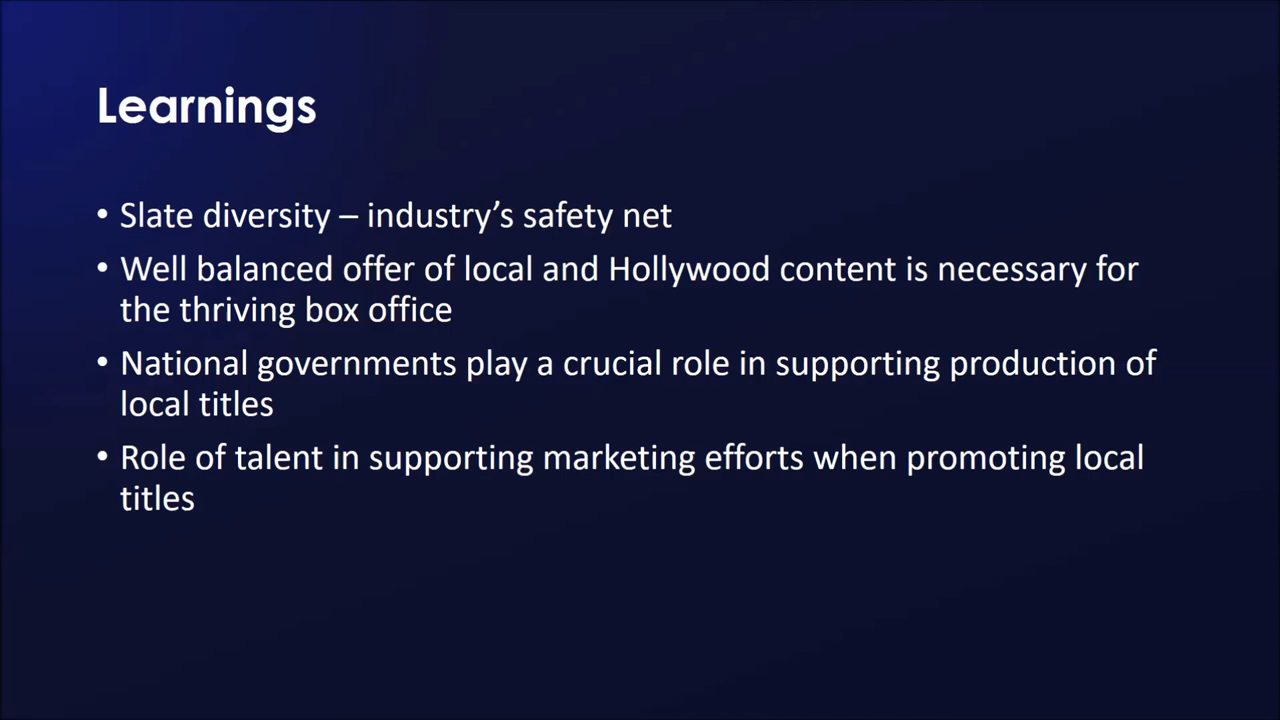 Learnings
• Slate diversity – industry’s safety net
• Well balanced offer of local and Hollywood content is necessary for
the thriving box office
• National governments play a crucial role in supporting production of
local titles
• Role of talent in supporting marketing efforts when promoting local
titles